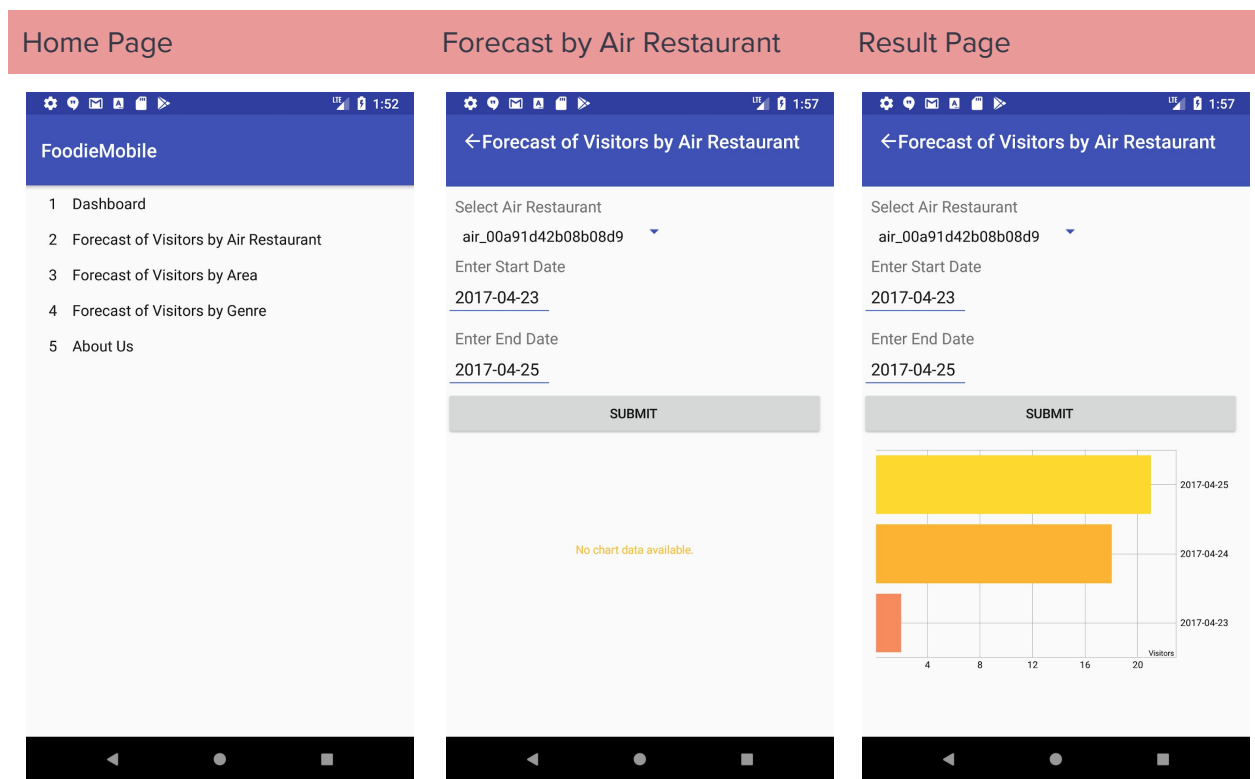 Home Page
Forecast by Air Restaurant
Result Page
LTE 1:52
FoodieMobile
1 Dashboard
2 Forecast of Visitors by Air Restaurant
3 Forecast of Visitors by Area
4 Forecast of Visitors by Genre
5 About Us
LTE 1:57
←Forecast of Visitors by Air Restaurant
Select Air Restaurant
air_00a91d42b08b08d9
Enter Start Date
2017-04-23
Enter End Date
2017-04-25
SUBMIT
No chart data available.
LTE 1:57
←Forecast of Visitors by Air Restaurant
Select Air Restaurant
air_00a91d42b08b08d9
Enter Start Date
2017-04-23
Enter End Date
2017-04-25
SUBMIT
2017-04-25
2017-04-24
2017-04-23
Visitors
4 8 12 16 20